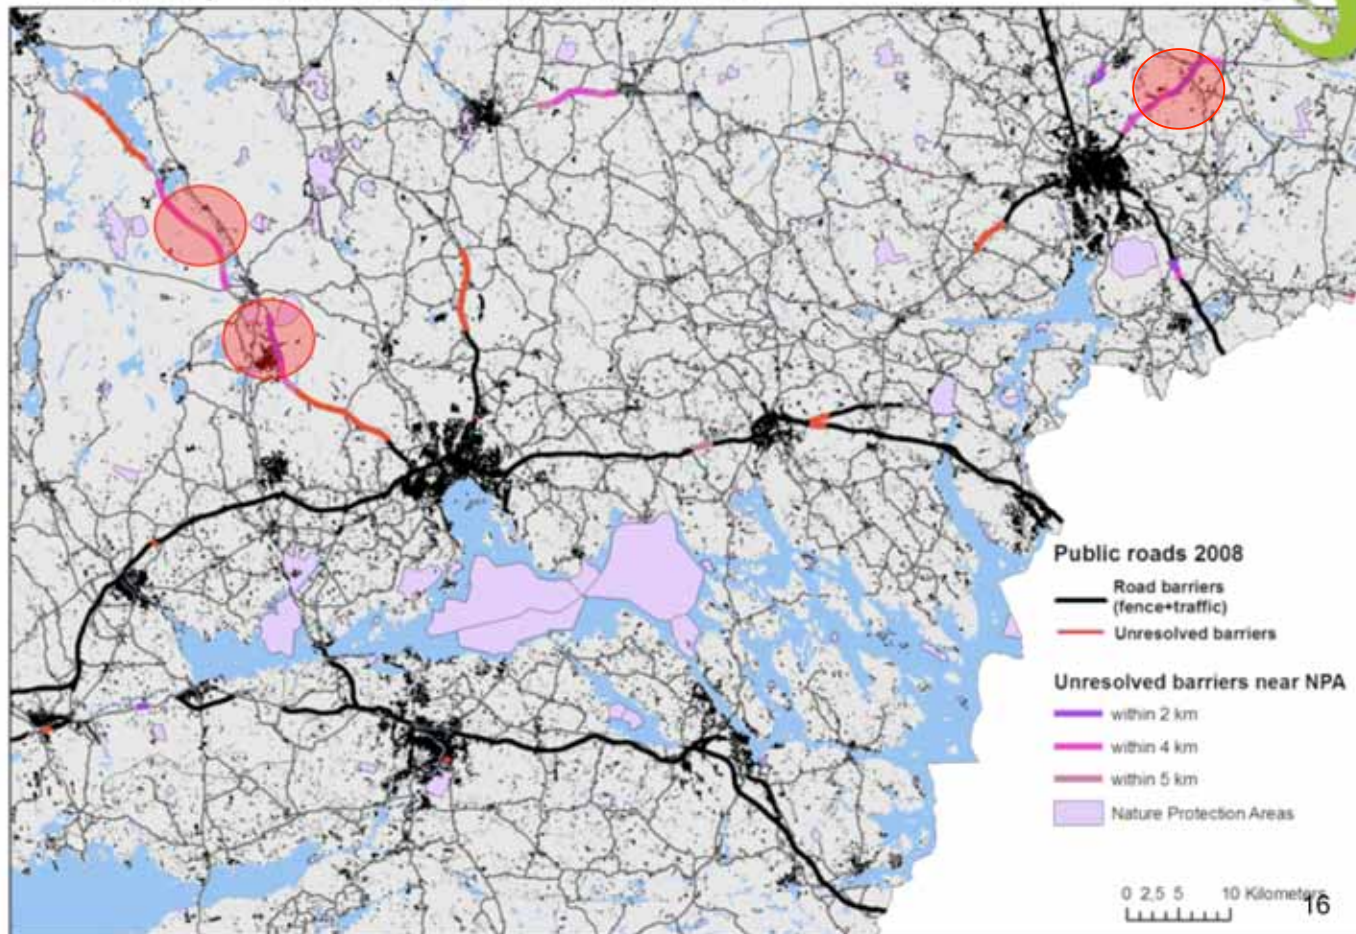 Public roads 2008
Road barriers
(fence+traffic)
Unresolved barriers
Unresolved barriers near NPA
within 2 km
within 4 km
within 5 km
Nature Protection Areas
0 2,5 5 10 Kilometers
16